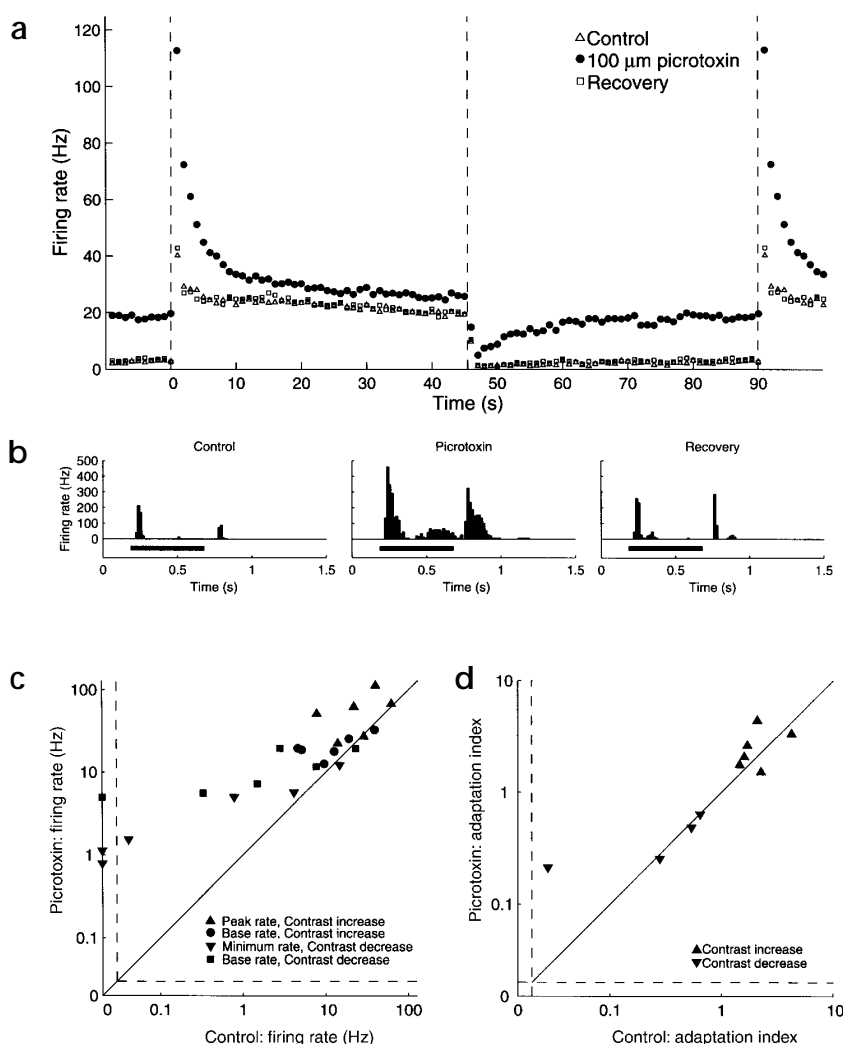 a
120
100
80
60
40
20
0
Firing rate (Hz)
Control
100 μm picrotoxin
Recovery
0 10 20 30 40 50 60 70 80 90
Time (s)
b
Control
Picrotoxin
Recovery
500
400
300
200
100
0
Firing rate (Hz)
0 0.5 1 1.5
0 0.5 1 1.5
0 0.5 1 1.5
Time (s)
Time (s)
Time (s)
c
100
10
1
0.1
0
Picrotoxin: firing rate (Hz)
Peak rate, Contrast increase
Base rate, Contrast increase
Minimum rate, Contrast decrease
Base rate, Contrast decrease
0 0.1 1 10 100
Control: firing rate (Hz)
d
10
1
0.1
0
Picrotoxin: adaptation index
Contrast increase
Contrast decrease
0 0.1 1 10
Control: adaptation index